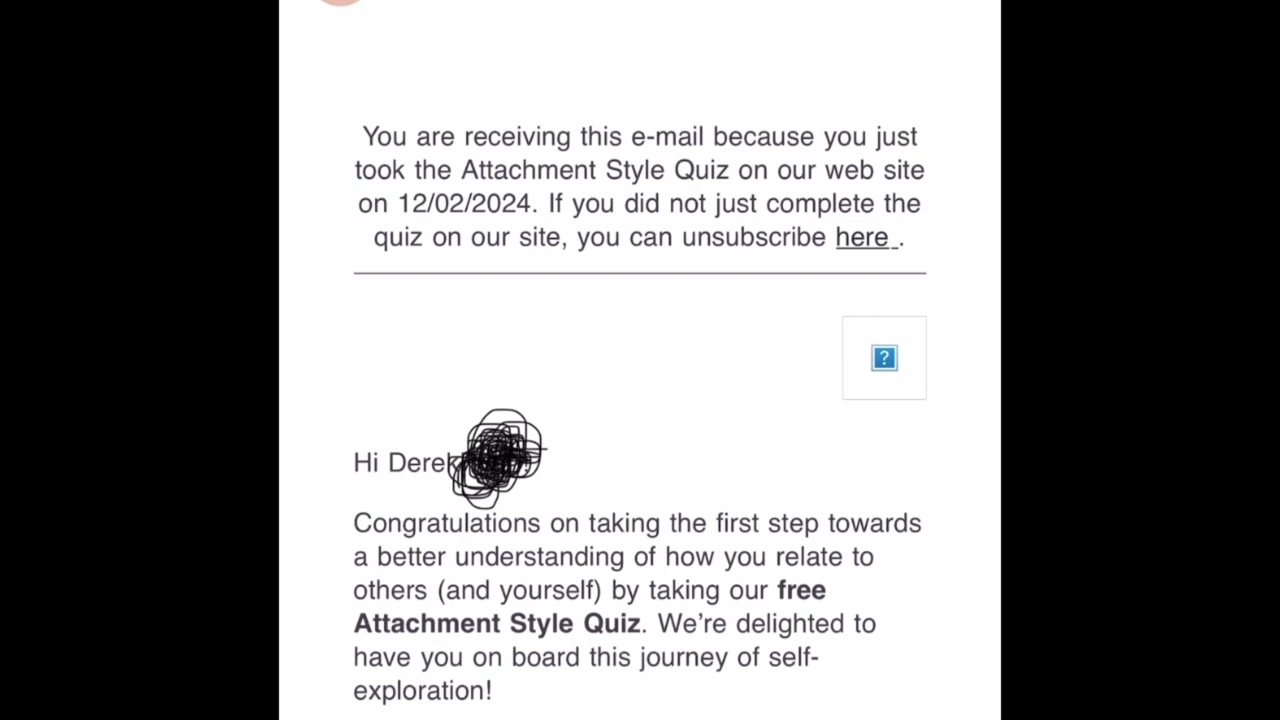 You are receiving this e-mail because you just
took the Attachment Style Quiz on our web site
on 12/02/2024. If you did not just complete the
quiz on our site, you can unsubscribe here .
?
Hi Derek
Congratulations on taking the first step towards
a better understanding of how you relate to
others (and yourself) by taking our free
Attachment Style Quiz. We’re delighted to
have you on board this journey of self-
exploration!